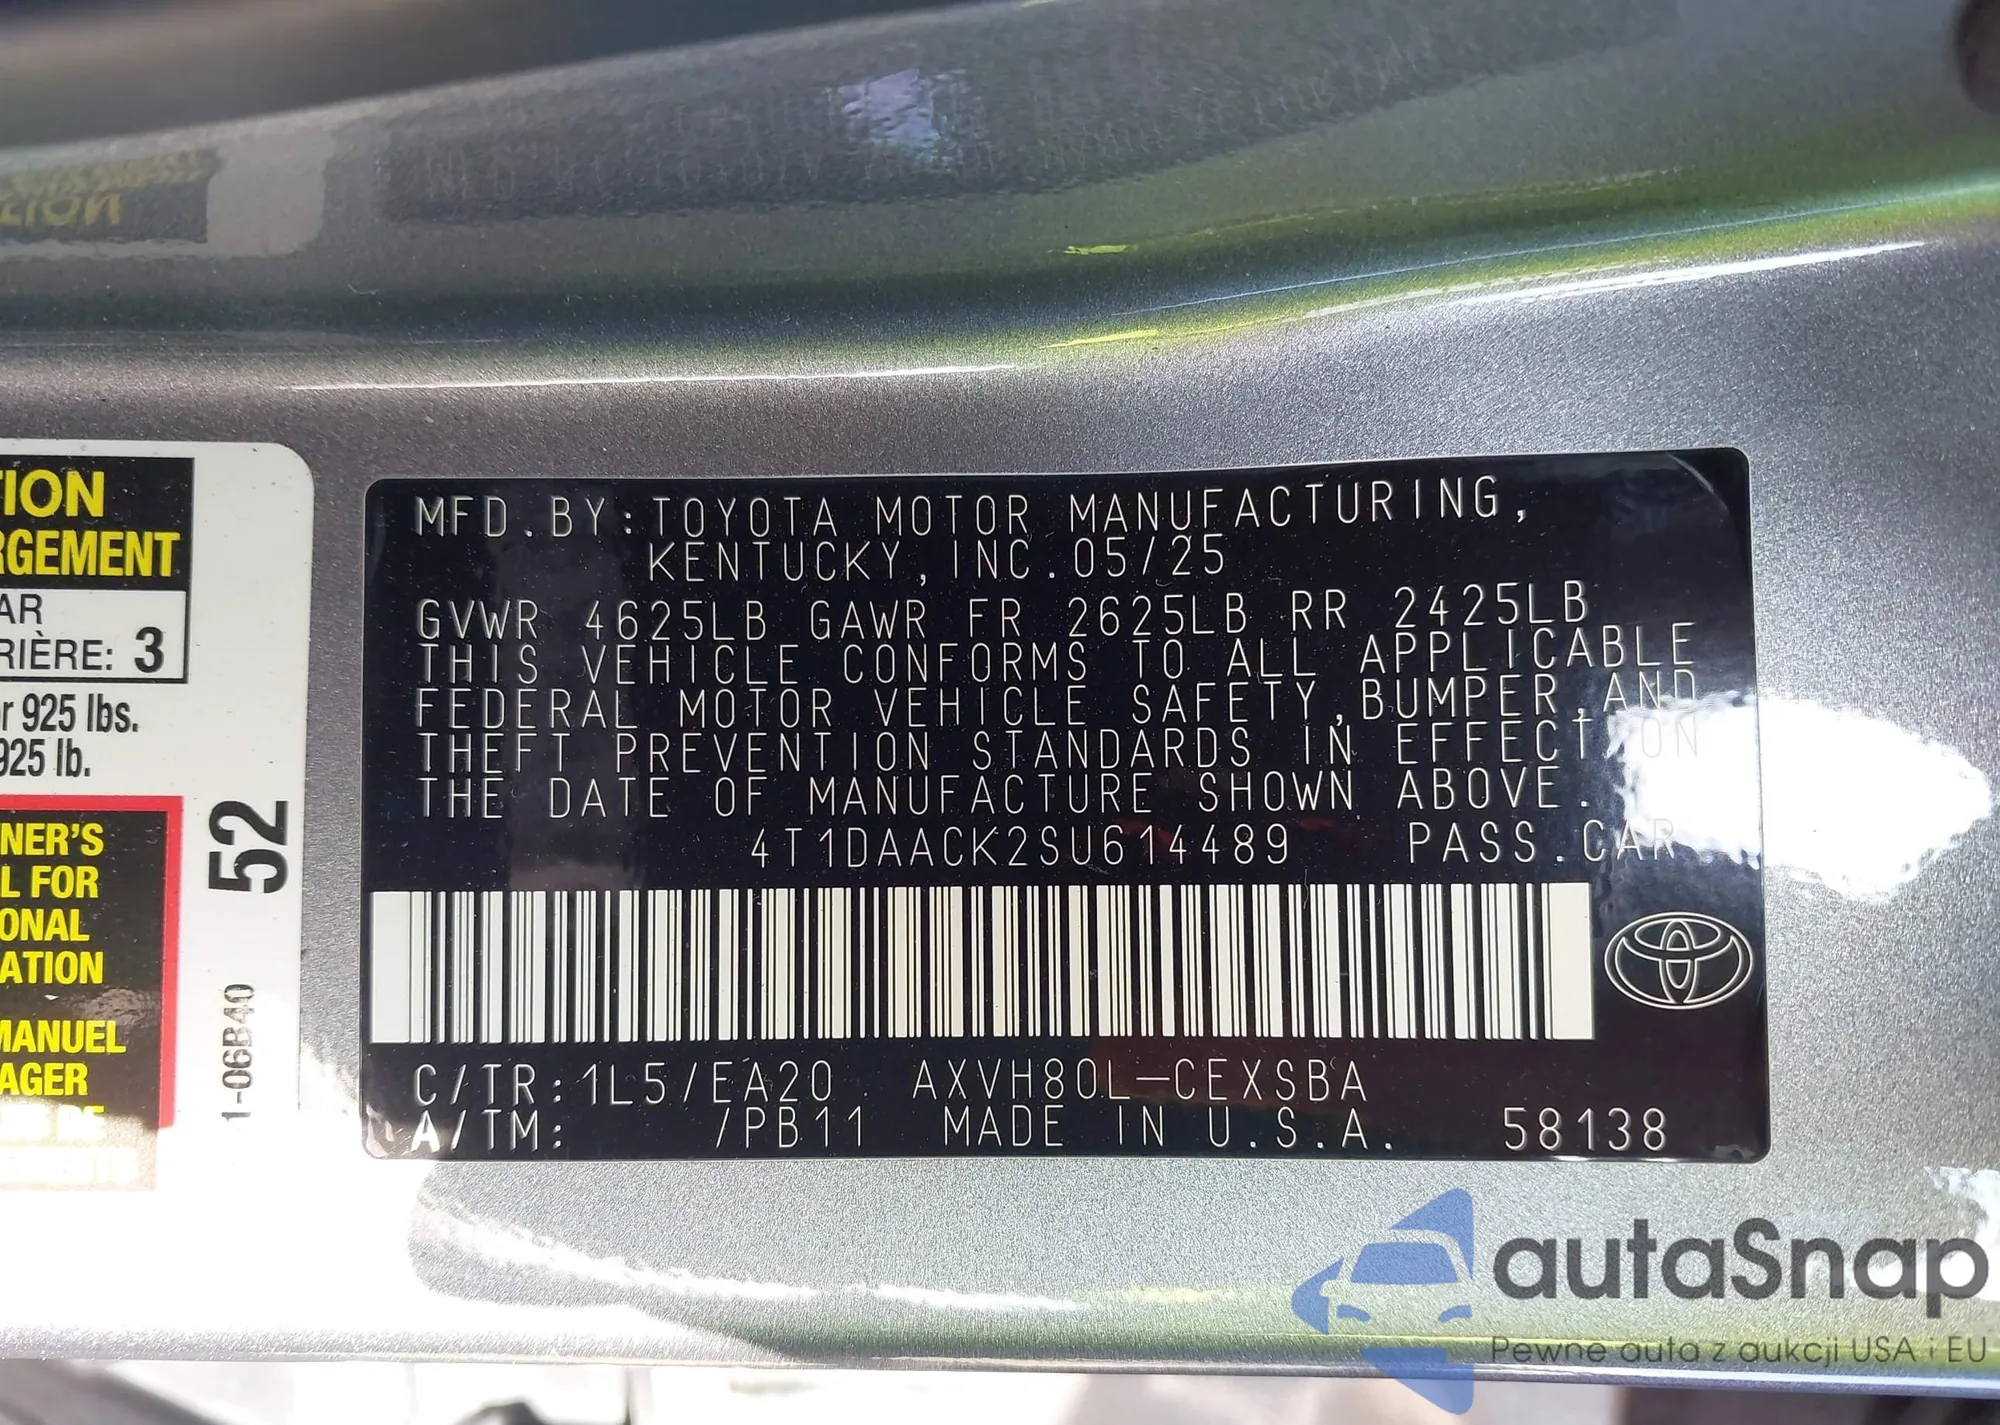 TION
RGEMENT
AR
RIÈRE: 3
r 925 lbs.
925 lb.
NER'S
L FOR
ONAL
ATION
MANUEL
AGER
52
1-06B40
MFD.BY:TOYOTA MOTOR MANUFACTURING,
KENTUCKY,INC.05/25
GVWR 4625LB GAWR FR 2625LB RR 2425LB
THIS VEHICLE CONFORMS TO ALL APPLICABLE
FEDERAL MOTOR VEHICLE SAFETY,BUMPER,AND
THEFT PREVENTION STANDARDS IN EFFECT ON
THE DATE OF MANUFACTURE SHOWN ABOVE.
4T1DAACK2SU614489 PASS.CAR
C/TR:1L5/EA20 AXVH80L-CEXSBA
A/TM: /PB11 MADE IN U.S.A. 58138
autaSnap
Pewne auta z aukcji USA i EU